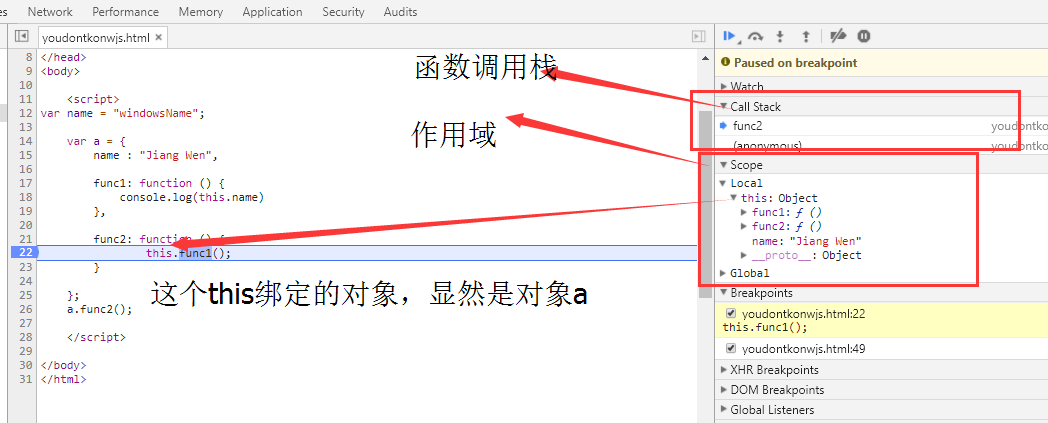 es Network Performance Memory Application Security Audits
youdontkonwjs.html ×
8 </head>
9 <body>
10
11 <script>
12 var name = "windowsName";
13
14 var a = {
15 name : "Jiang Wen",
16
17 func1: function () {
18 console.log(this.name)
19 },
20
21 func2: function () {
22 this.func1();
23 }
24
25 };
26 a.func2();
27
28 </script>
29
30 </body>
31 </html>
函数调用栈
作用域
这个this绑定的对象，显然是对象a
Paused on breakpoint
Watch
Call Stack
func2 youdontko
(anonymous) youdontko
Scope
Local
this: Object
func1: ƒ ()
func2: ƒ ()
name: "Jiang Wen"
__proto__: Object
Global
Breakpoints
youdontkonwjs.html:22
this.func1();
youdontkonwjs.html:49
XHR Breakpoints
DOM Breakpoints
Global Listeners